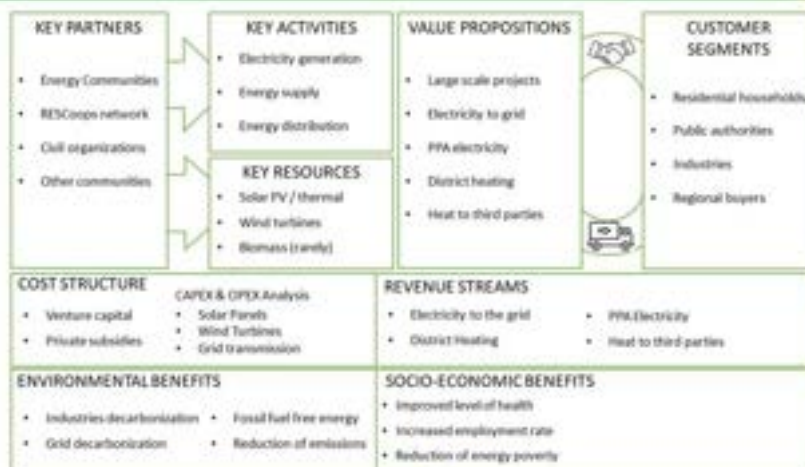 KEY PARTNERS
• Energy Communities
• RESCoops network
• Civil organizations
• Other communities
KEY ACTIVITIES
• Electricity generation
• Energy supply
• Energy distribution
KEY RESOURCES
• Solar PV / thermal
• Wind turbines
• Biomass (rarely)
VALUE PROPOSITIONS
• Large scale projects
• Electricity to grid
• PPA electricity
• District heating
• Heat to third parties
CUSTOMER
SEGMENTS
• Residential households
• Public authorities
• Industries
• Regional buyers
COST STRUCTURE
• Venture capital
• Private subsidies
CAPEX & OPEX Analysis
• Solar Panels
• Wind Turbines
• Grid transmission
REVENUE STREAMS
• Electricity to the grid
• District Heating
• PPA Electricity
• Heat to third parties
ENVIRONMENTAL BENEFITS
• Industries decarbonization
• Grid decarbonization
• Fossil fuel free energy
• Reduction of emissions
SOCIO-ECONOMIC BENEFITS
• Improved level of health
• Increased employment rate
• Reduction of energy poverty